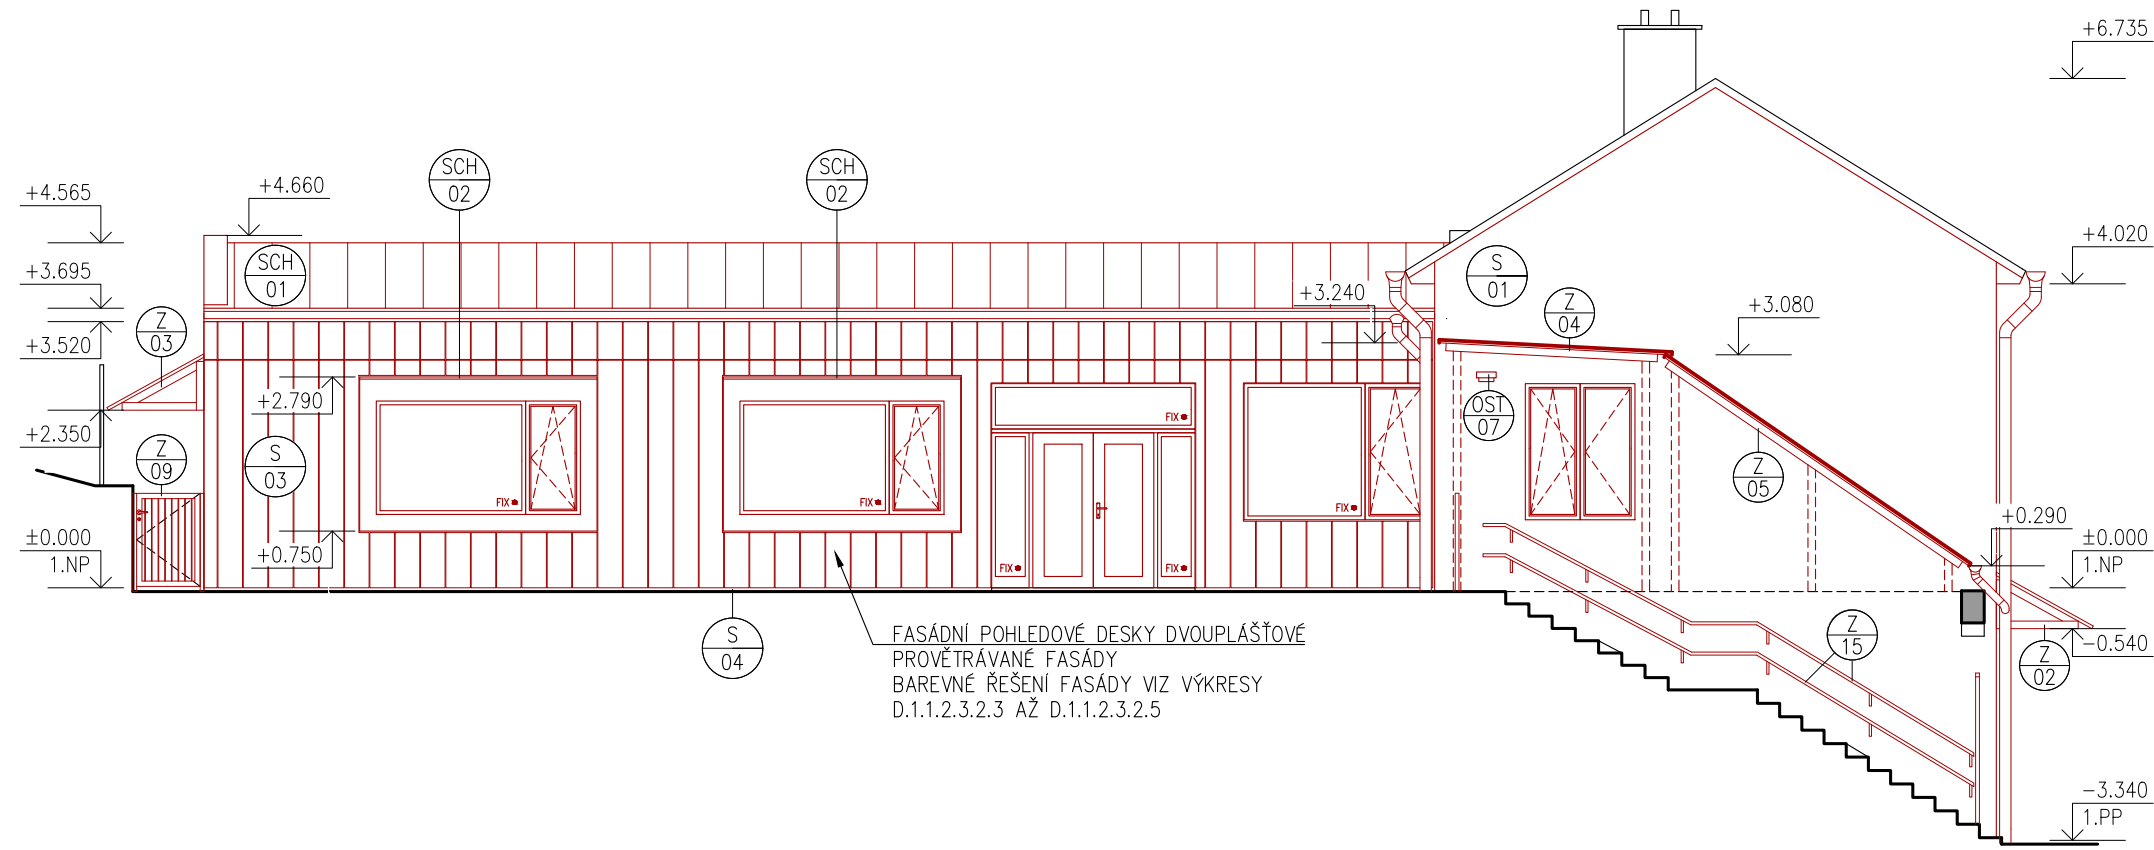 +6.735
SCH
02
SCH
02
+4.565
+4.660
+4.020
SCH
01
S
01
+3.695
+3.240
Z
04
+3.080
Z
03
+3.520
+2.790
OST
07
FIX
+2.350
Z
09
S
03
Z
05
FIX
FIX
FIX
+0.290
±0.000
1.NP
+0.750
±0.000
1.NP
FIX
FIX
S
04
FASÁDNÍ POHLEDOVÉ DESKY DVOUPLÁŠŤOVÉ
PROVĚTRÁVANÉ FASÁDY
BAREVNÉ ŘEŠENÍ FASÁDY VIZ VÝKRESY
D.1.1.2.3.2.3 AŽ D.1.1.2.3.2.5
Z
15
-0.540
Z
02
-3.340
1.PP